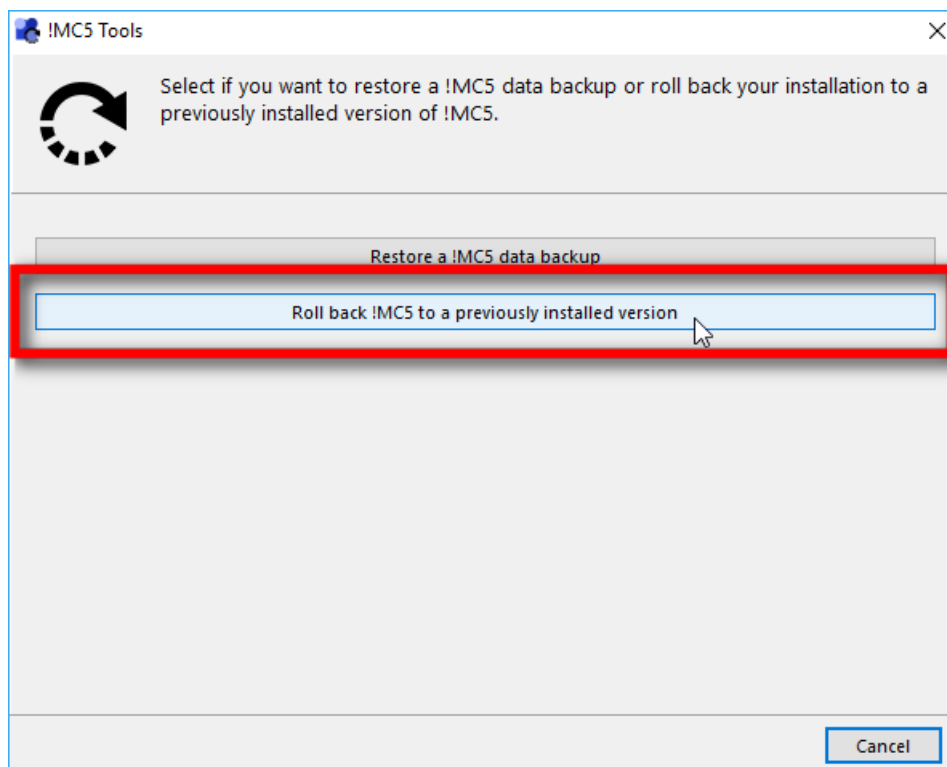 !MC5 Tools
Select if you want to restore a !MC5 data backup or roll back your installation to a
previously installed version of !MC5.
Restore a !MC5 data backup
Roll back !MC5 to a previously installed version
Cancel